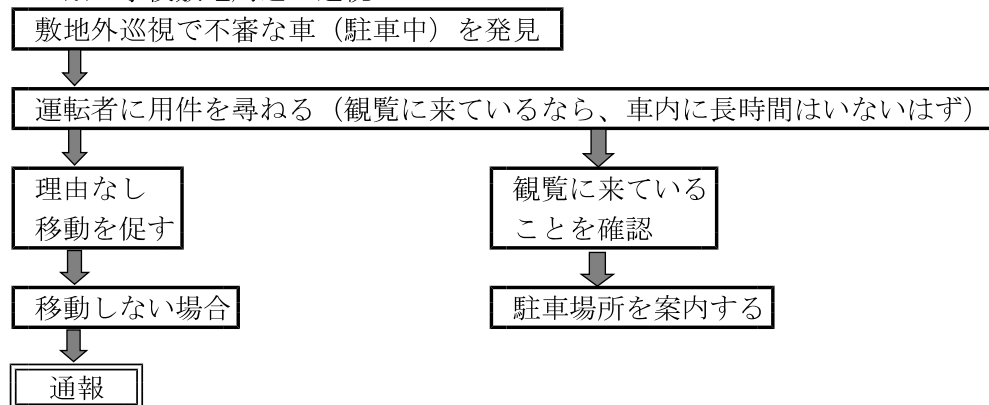 敷地外巡視で不審な車（駐車中）を発見
運転者に用件を尋ねる（観覧に来ているなら、車内に長時間はいないはず）
理由なし
移動を促す
観覧に来ている
ことを確認
移動しない場合
駐車場所を案内する
通報